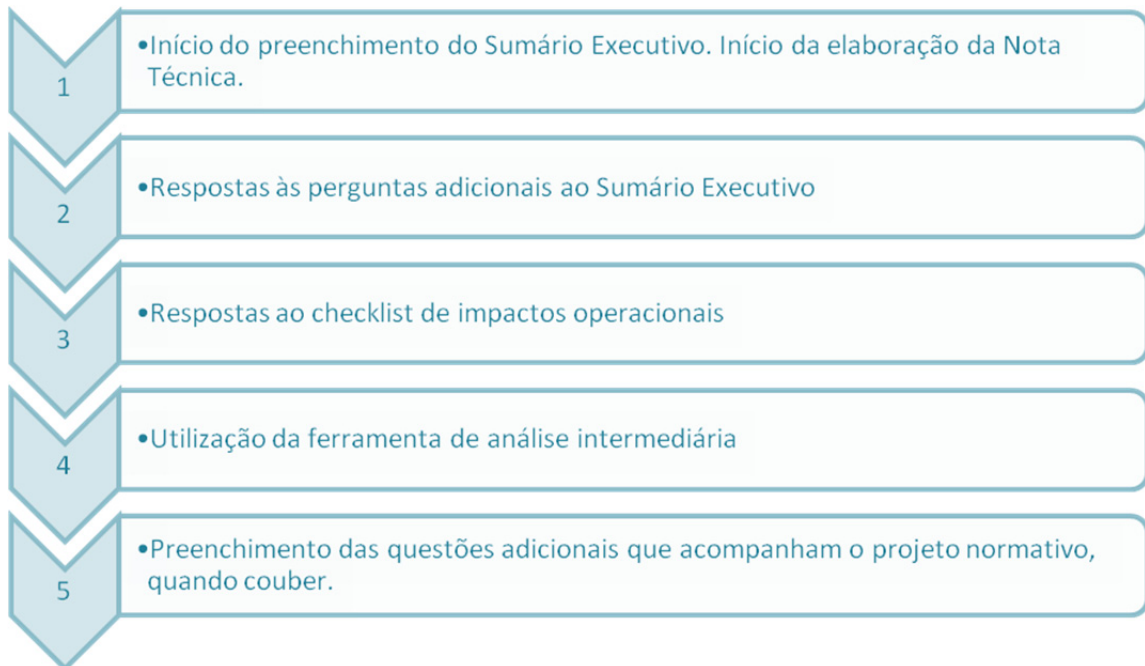 1
•Início do preenchimento do Sumário Executivo. Início da elaboração da Nota
Técnica.
2
•Respostas às perguntas adicionais ao Sumário Executivo
3
•Respostas ao checklist de impactos operacionais
4
•Utilização da ferramenta de análise intermediária
5
•Preenchimento das questões adicionais que acompanham o projeto normativo,
quando couber.